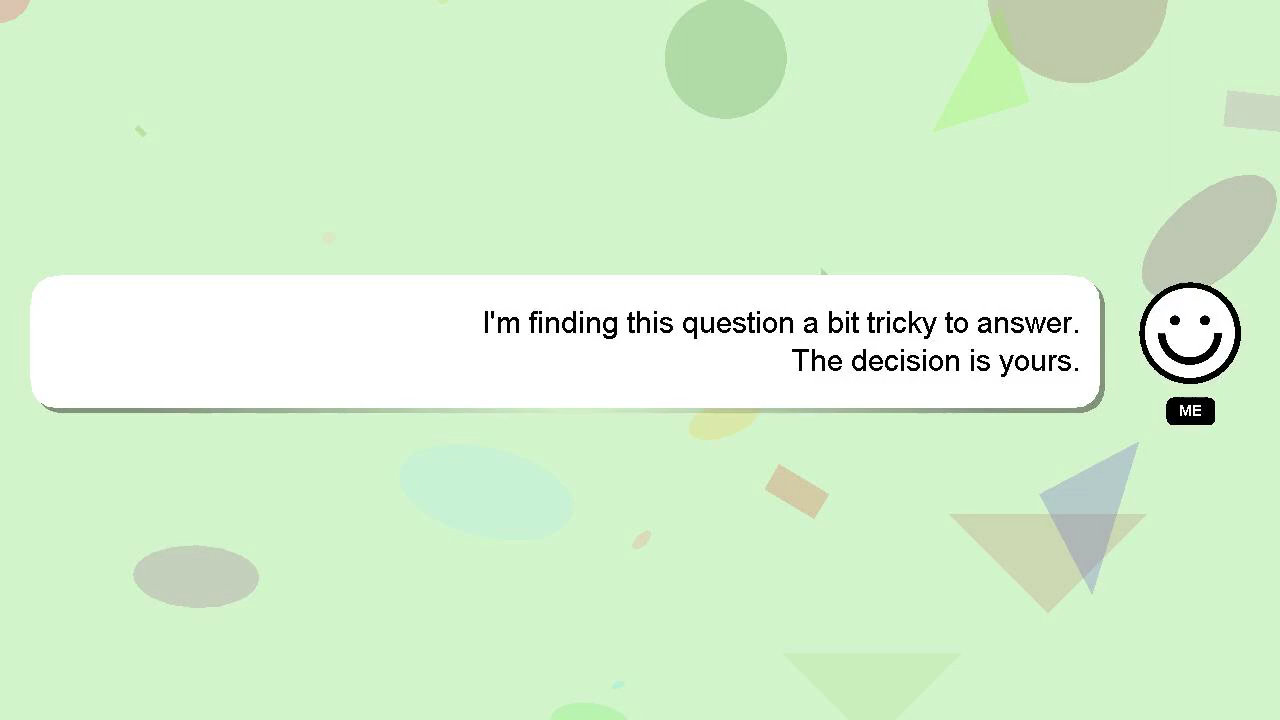 I'm finding this question a bit tricky to answer.
The decision is yours.
ME